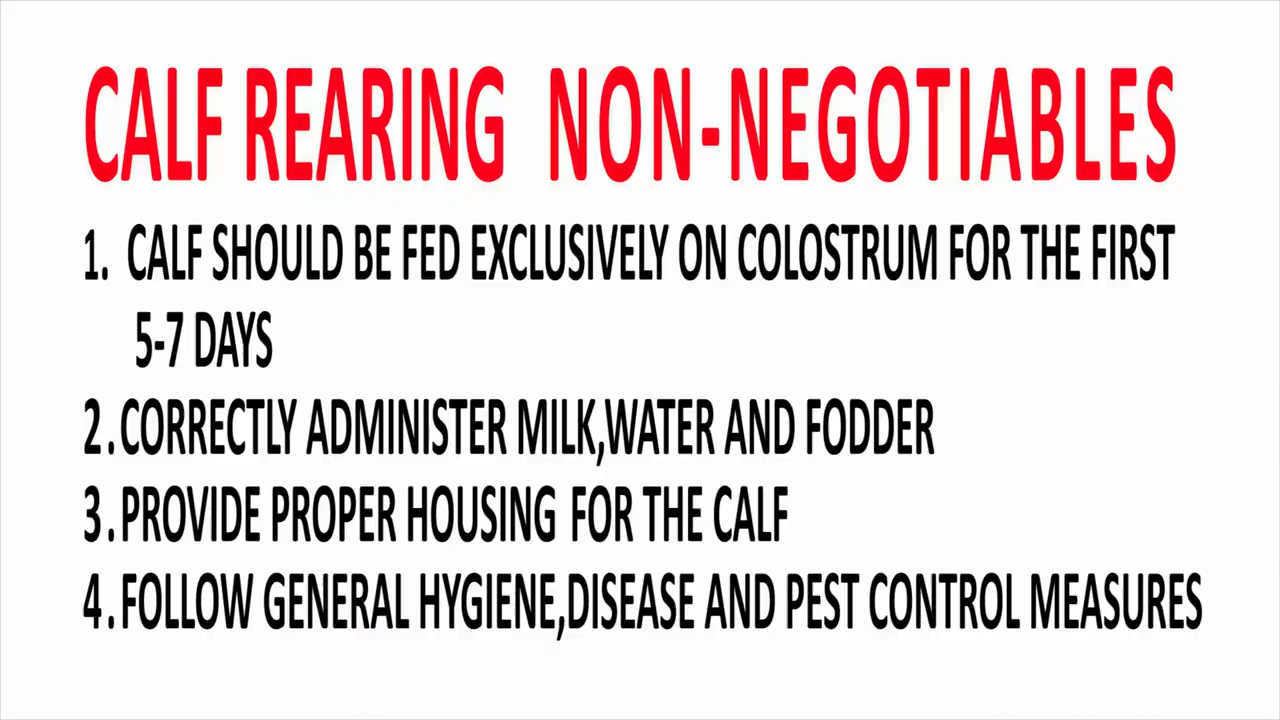 CALF REARING NON-NEGOTIABLES
1. CALF SHOULD BE FED EXCLUSIVELY ON COLOSTRUM FOR THE FIRST
5-7 DAYS
2.CORRECTLY ADMINISTER MILK,WATER AND FODDER
3.PROVIDE PROPER HOUSING FOR THE CALF
4.FOLLOW GENERAL HYGIENE,DISEASE AND PEST CONTROL MEASURES